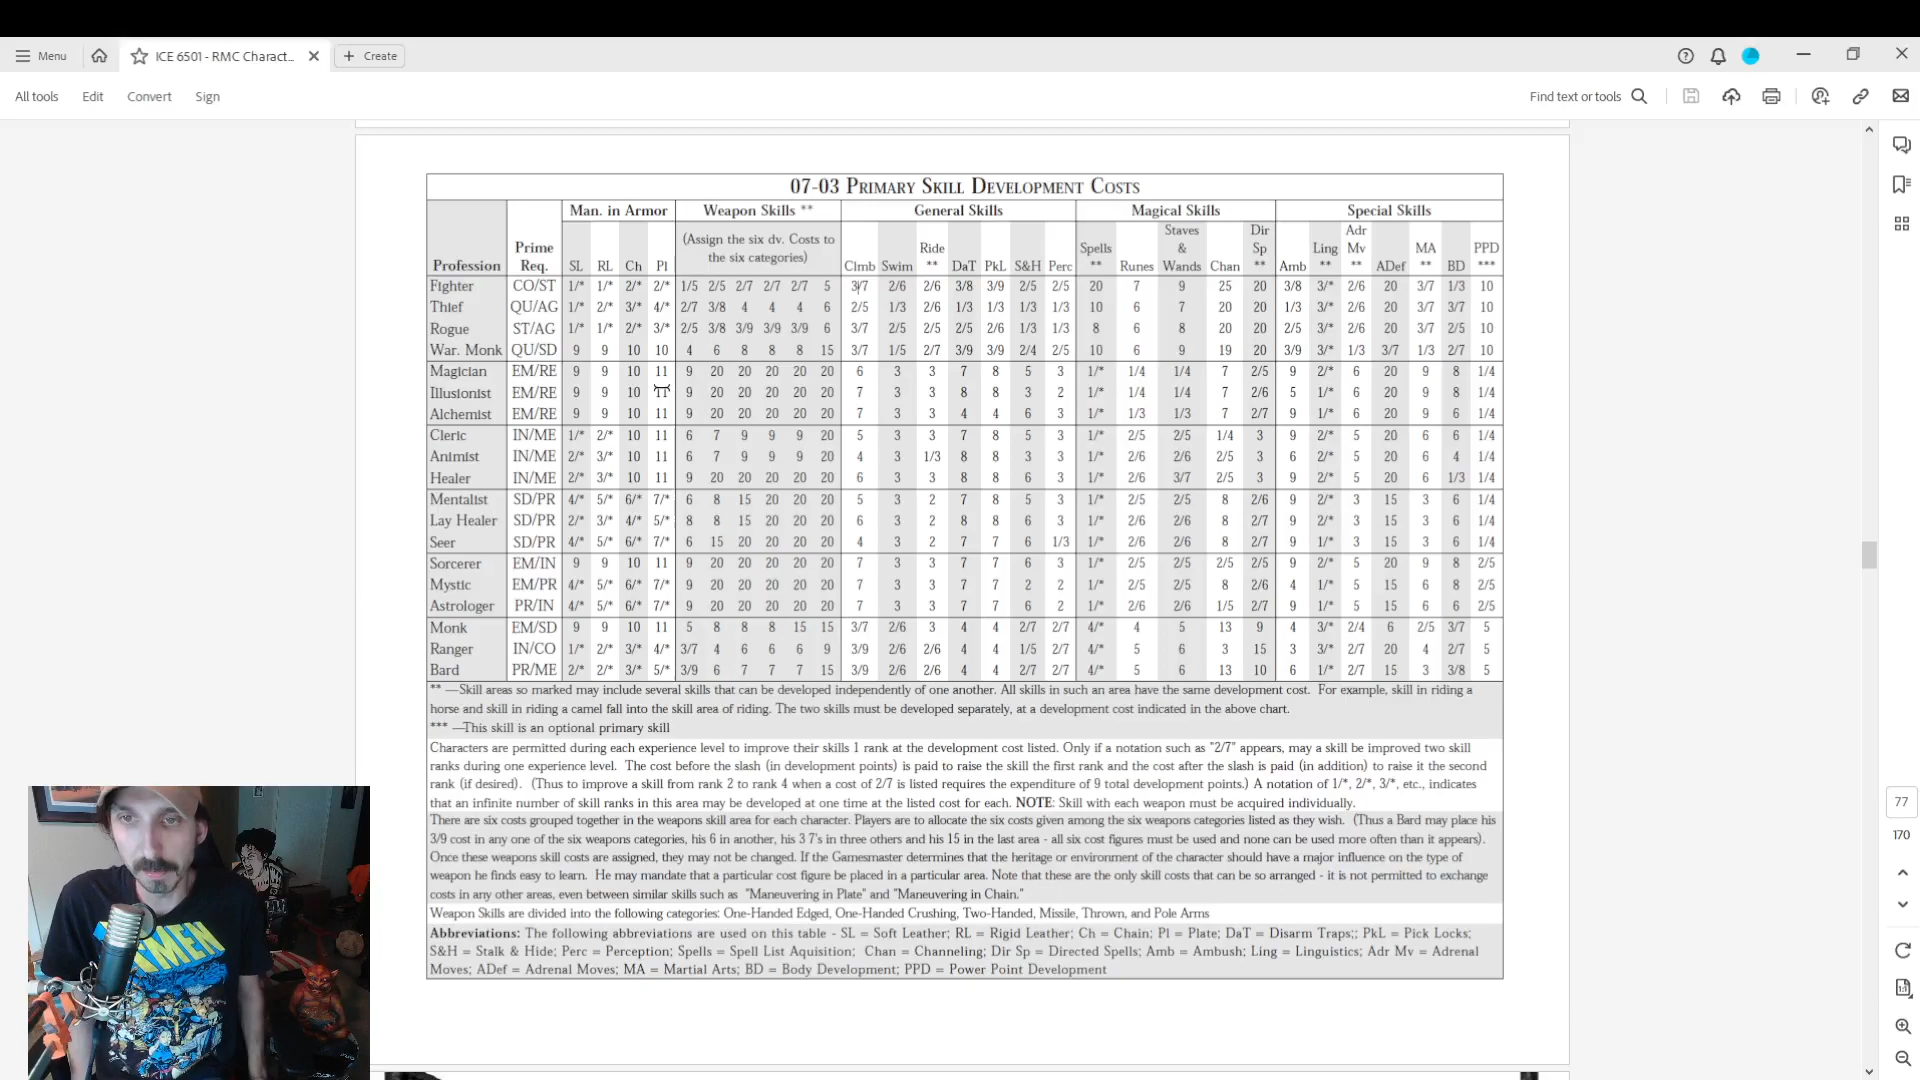 Menu
ICE 6501 - RMC Charact...
Create
All tools
Edit
Convert
Sign
Find text or tools
07-03 Primary Skill Development Costs
Man. in Armor Weapon Skills ** General Skills Magical Skills Special Skills
(Assign the six dv. Costs to the six categories)
Profession Prime Req. SL RL Ch Pl Clmb Swim Ride ** DaT PkL S&H Perc Spells ** Runes Staves & Wands Chan Dir Sp ** Amb Ling ** Adr Mv ** ADef MA ** BD PPD ***
Fighter CO/ST 1/* 1/* 2/* 2/* 1/5 2/5 2/7 2/7 2/7 5 3/7 2/6 2/6 3/8 3/9 2/5 2/5 20 7 9 25 20 3/8 3/* 2/6 20 3/7 1/3 10
Thief QU/AG 1/* 2/* 3/* 4/* 2/7 3/8 4 4 4 6 2/5 1/3 2/6 1/3 1/3 1/3 1/3 10 6 7 20 20 1/3 3/* 2/6 20 3/7 3/7 10
Rogue ST/AG 1/* 1/* 2/* 3/* 2/5 3/8 3/9 3/9 3/9 6 3/7 2/5 2/5 2/5 2/6 1/3 1/3 8 6 8 20 20 2/5 3/* 2/6 20 3/7 2/5 10
War. Monk QU/SD 9 9 10 10 4 6 8 8 8 15 3/7 1/5 2/7 3/9 3/9 2/4 2/5 10 6 9 19 20 3/9 3/* 1/3 3/7 1/3 2/7 10
Magician EM/RE 9 9 10 11 9 20 20 20 20 20 6 3 3 7 8 5 3 1/* 1/4 1/4 7 2/5 9 2/* 6 20 9 8 1/4
Illusionist EM/RE 9 9 10 11 9 20 20 20 20 20 7 3 3 8 8 3 2 1/* 1/4 1/4 7 2/6 5 1/* 6 20 9 8 1/4
Alchemist EM/RE 9 9 10 11 9 20 20 20 20 20 7 3 3 4 4 6 3 1/* 1/3 1/3 7 2/7 9 1/* 6 20 9 6 1/4
Cleric IN/ME 1/* 2/* 10 11 6 7 9 9 9 20 5 3 3 7 8 5 3 1/* 2/5 2/5 1/4 3 9 2/* 5 20 6 6 1/4
Animist IN/ME 2/* 3/* 10 11 6 7 9 9 9 20 4 3 1/3 8 8 3 3 1/* 2/6 2/6 2/5 3 6 2/* 5 20 6 4 1/4
Healer IN/ME 2/* 3/* 10 11 9 20 20 20 20 20 6 3 3 8 8 6 3 1/* 2/6 3/7 2/5 3 9 2/* 5 20 6 1/3 1/4
Mentalist SD/PR 4/* 5/* 6/* 7/* 6 8 15 20 20 20 5 3 2 7 8 5 3 1/* 2/5 2/5 8 2/6 9 2/* 3 15 3 6 1/4
Lay Healer SD/PR 2/* 3/* 4/* 5/* 8 8 15 20 20 20 6 3 2 8 8 6 3 1/* 2/6 2/6 8 2/7 9 2/* 3 15 3 6 1/4
Seer SD/PR 4/* 5/* 6/* 7/* 6 15 20 20 20 20 4 3 2 7 7 6 1/3 1/* 2/6 2/6 8 2/7 9 1/* 3 15 3 6 1/4
Sorcerer EM/IN 9 9 10 11 9 20 20 20 20 20 7 3 3 7 7 6 3 1/* 2/5 2/5 2/5 2/5 9 2/* 5 20 9 8 2/5
Mystic EM/PR 4/* 5/* 6/* 7/* 9 20 20 20 20 20 7 3 3 7 7 2 2 1/* 2/5 2/5 8 2/6 4 1/* 5 15 6 8 2/5
Astrologer PR/IN 4/* 5/* 6/* 7/* 9 20 20 20 20 20 7 3 3 7 7 6 2 1/* 2/6 2/6 1/5 2/7 9 1/* 5 15 6 6 2/5
Monk EM/SD 9 9 10 11 5 8 8 8 15 15 3/7 2/6 3 4 4 2/7 2/7 4/* 4 5 13 9 4 3/* 2/4 6 2/5 3/7 5
Ranger IN/CO 1/* 2/* 3/* 4/* 3/7 4 6 6 6 9 3/9 2/6 2/6 4 4 1/5 2/7 4/* 5 6 3 15 3 3/* 2/7 20 4 2/7 5
Bard PR/ME 2/* 2/* 3/* 5/* 3/9 6 7 7 7 15 3/9 2/6 2/6 4 4 2/7 2/7 4/* 5 6 13 10 6 1/* 2/7 15 3 3/8 5
** —Skill areas so marked may include several skills that can be developed independently of one another. All skills in such an area have the same development cost. For example, skill in riding a
horse and skill in riding a camel fall into the skill area of riding. The two skills must be developed separately, at a development cost indicated in the above chart.
*** —This skill is an optional primary skill
Characters are permitted during each experience level to improve their skills 1 rank at the development cost listed. Only if a notation such as "2/7" appears, may a skill be improved two skill
ranks during one experience level. The cost before the slash (in development points) is paid to raise the skill the first rank and the cost after the slash is paid (in addition) to raise it the second
rank (if desired). (Thus to improve a skill from rank 2 to rank 4 when a cost of 2/7 is listed requires the expenditure of 9 total development points.) A notation of 1/*, 2/*, 3/*, etc., indicates
that an infinite number of skill ranks in this area may be developed at one time at the listed cost for each. NOTE: Skill with each weapon must be acquired individually.
There are six costs grouped together in the weapons skill area for each character. Players are to allocate the six costs given among the six weapons categories listed as they wish. (Thus a Bard may place his
3/9 cost in any one of the six weapons categories, his 6 in another, his 3 7's in three others and his 15 in the last area - all six cost figures must be used and none can be used more often than it appears).
Once these weapons skill costs are assigned, they may not be changed. If the Gamesmaster determines that the heritage or environment of the character should have a major influence on the type of
weapon he finds easy to learn. He may mandate that a particular cost figure be placed in a particular area. Note that these are the only skill costs that can be so arranged - it is not permitted to exchange
costs in any other areas, even between similar skills such as "Maneuvering in Plate" and "Maneuvering in Chain."
Weapon Skills are divided into the following categories: One-Handed Edged, One-Handed Crushing, Two-Handed, Missile, Thrown, and Pole Arms
Abbreviations: The following abbreviations are used on this table - SL = Soft Leather; RL = Rigid Leather; Ch = Chain; Pl = Plate; DaT = Disarm Traps;; PkL = Pick Locks;
S&H = Stalk & Hide; Perc = Perception; Spells = Spell List Aquisition; Chan = Channeling; Dir Sp = Directed Spells; Amb = Ambush; Ling = Linguistics; Adr Mv = Adrenal
Moves; ADef = Adrenal Moves; MA = Martial Arts; BD = Body Development; PPD = Power Point Development
77
170